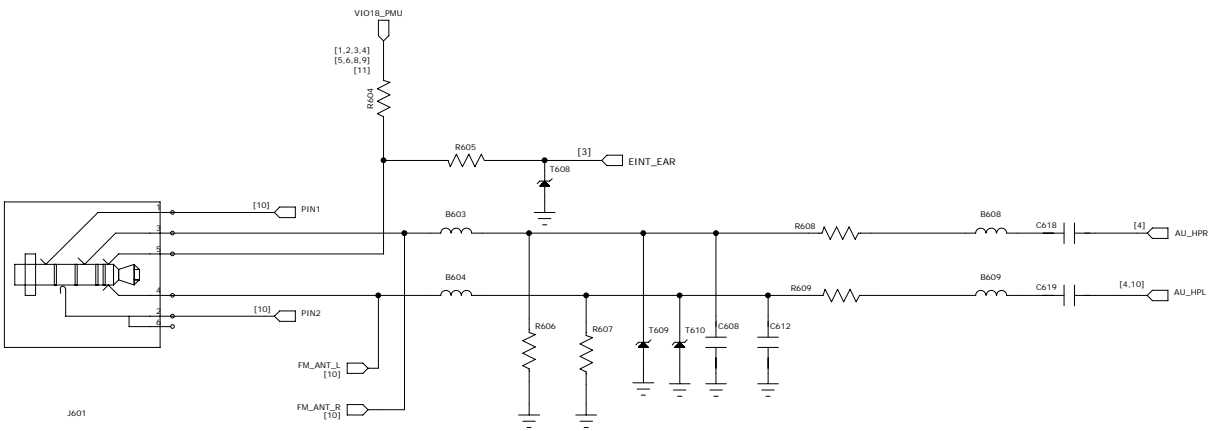 VIO18_PMU
[1,2,3,4]
[5,6,8,9]
[11]
R604
R605
[3]
EINT_EAR
T608
1
[10]
PIN1
3
B603
R608
B608
C618
[4]
AU_HPR
5
4
B604
R609
B609
C619
[4,10]
AU_HPL
2
[10]
PIN2
6
R606
R607
T609
T610
C608
C612
FM_ANT_L
[10]
FM_ANT_R
[10]
J601